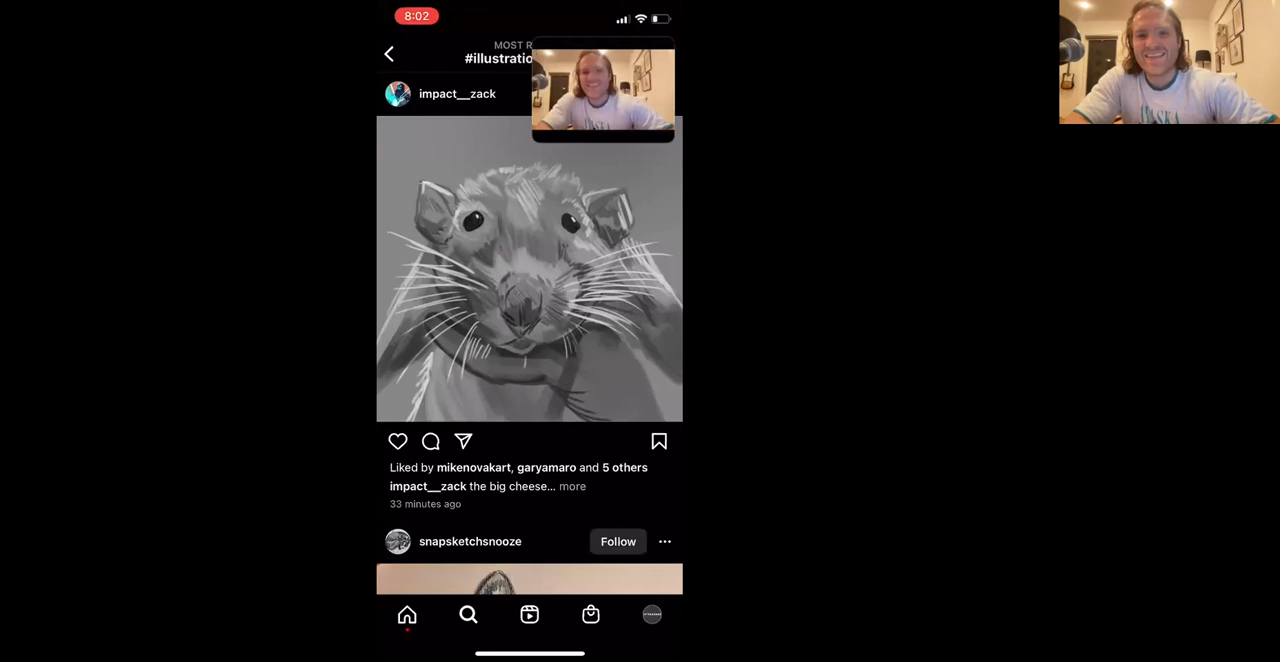 8:02
MOST R
#illustratio
impact__zack
Liked by mikenovakart, garyamaro and 5 others
impact__zack the big cheese... more
33 minutes ago
snapsketchsnooze
Follow